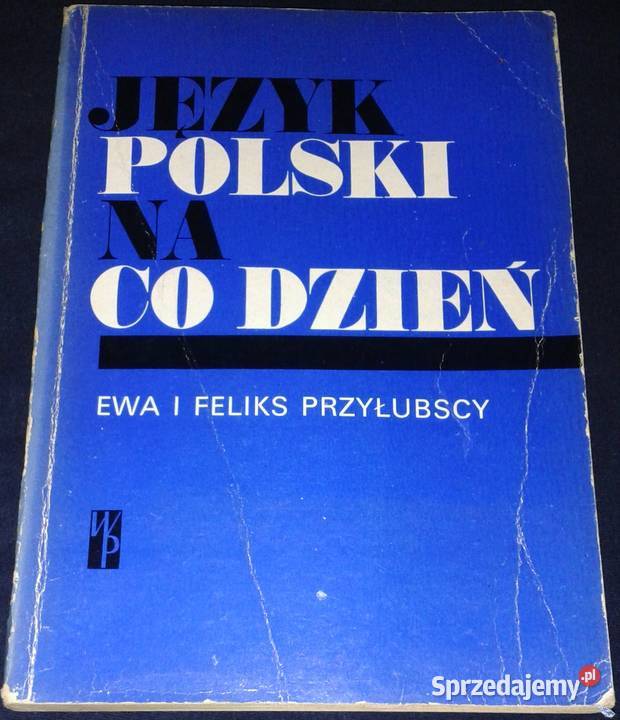 JĘZYK
POLSKI
NA
CO DZIEŃ
EWA I FELIKS PRZYŁUBSCY
WP
Sprzedajemy.pl